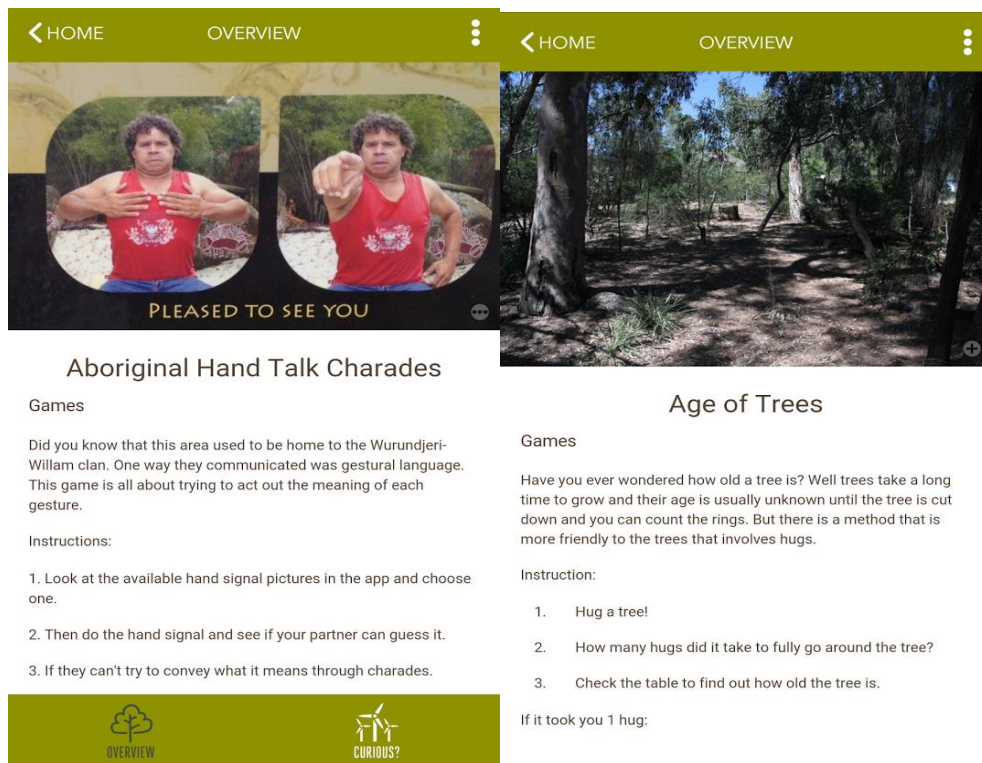 HOME OVERVIEW
PLEASED TO SEE YOU
Aboriginal Hand Talk Charades
Games
Did you know that this area used to be home to the Wurundjeri-
Willam clan. One way they communicated was gestural language.
This game is all about trying to act out the meaning of each
gesture.
Instructions:
1. Look at the available hand signal pictures in the app and choose
one.
2. Then do the hand signal and see if your partner can guess it.
3. If they can't try to convey what it means through charades.
OVERVIEW CURIOUS?
HOME OVERVIEW
Age of Trees
Games
Have you ever wondered how old a tree is? Well trees take a long
time to grow and their age is usually unknown until the tree is cut
down and you can count the rings. But there is a method that is
more friendly to the trees that involves hugs.
Instruction:
1. Hug a tree!
2. How many hugs did it take to fully go around the tree?
3. Check the table to find out how old the tree is.
If it took you 1 hug: